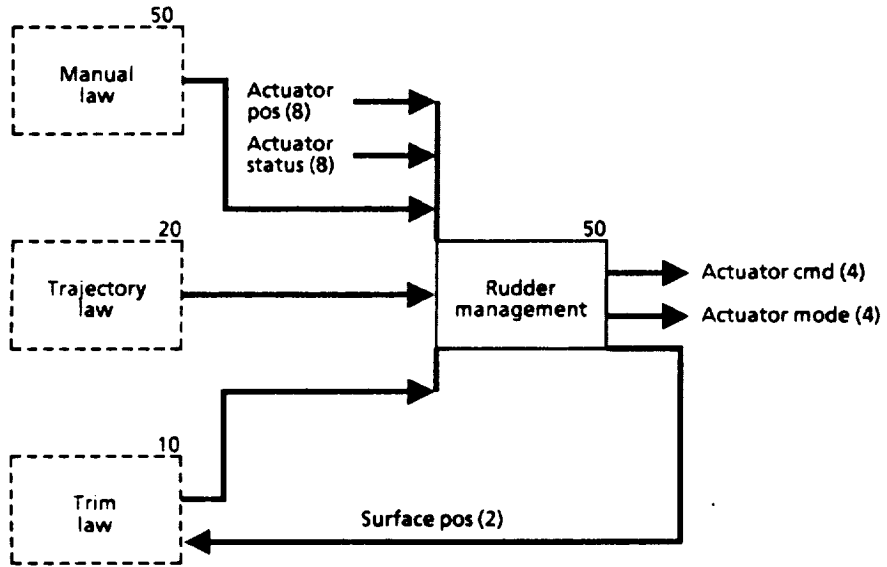 50
Manual
law
Actuator
pos (8)
Actuator
status (8)
20
Trajectory
law
50
Rudder
management
Actuator cmd (4)
Actuator mode (4)
10
Trim
law
Surface pos (2)